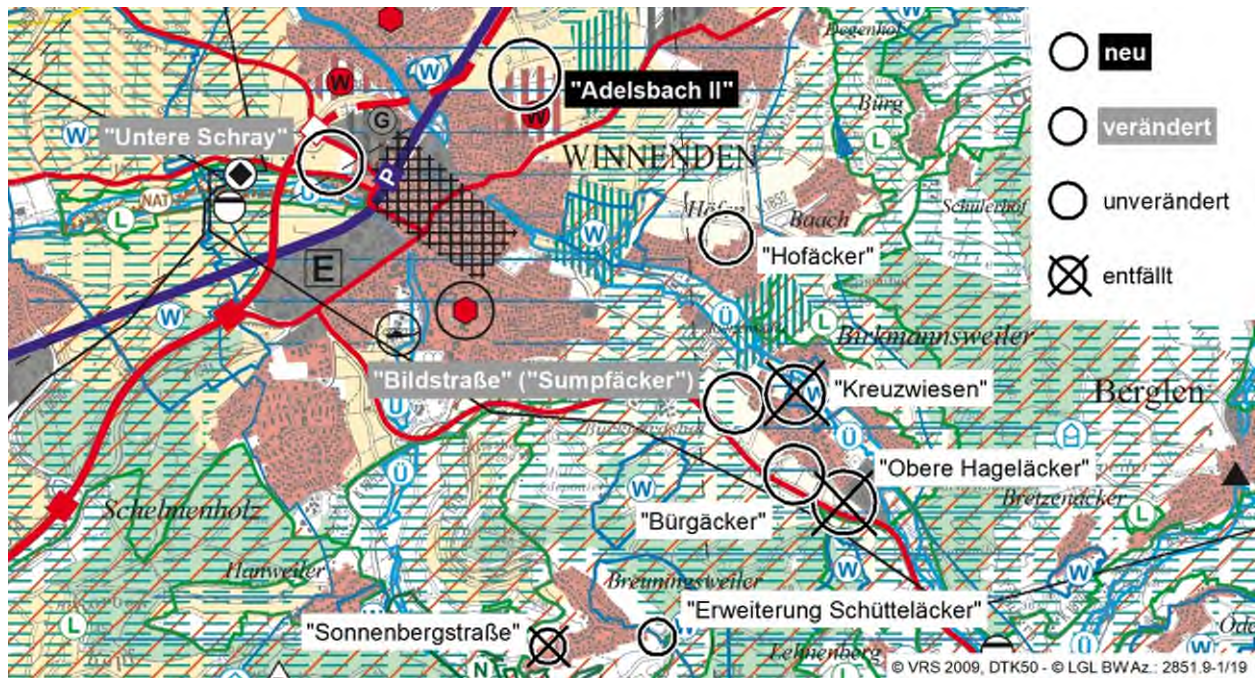 neu
"Adelsbach II"
Bürg
"Untere Schray"
G
verändert
P
WINNENDEN
NAT
L
W
Ü
Höfen
Baach
Schulerhof
unverändert
"Hofäcker"
E
entfällt
Birkmannsweiler
"Bildstraße" ("Sumpfäcker")
"Kreuzwiesen"
Berglen
"Obere Hageläcker"
Bretzenacker
Schelmenholz
"Bürgäcker"
Hanweiler
Breuningsweiler
"Erweiterung Schütteläcker"
"Sonnenbergstraße"
Lehnenberg
© VRS 2009, DTK50 - © LGL BW Az.: 2851.9-1/19